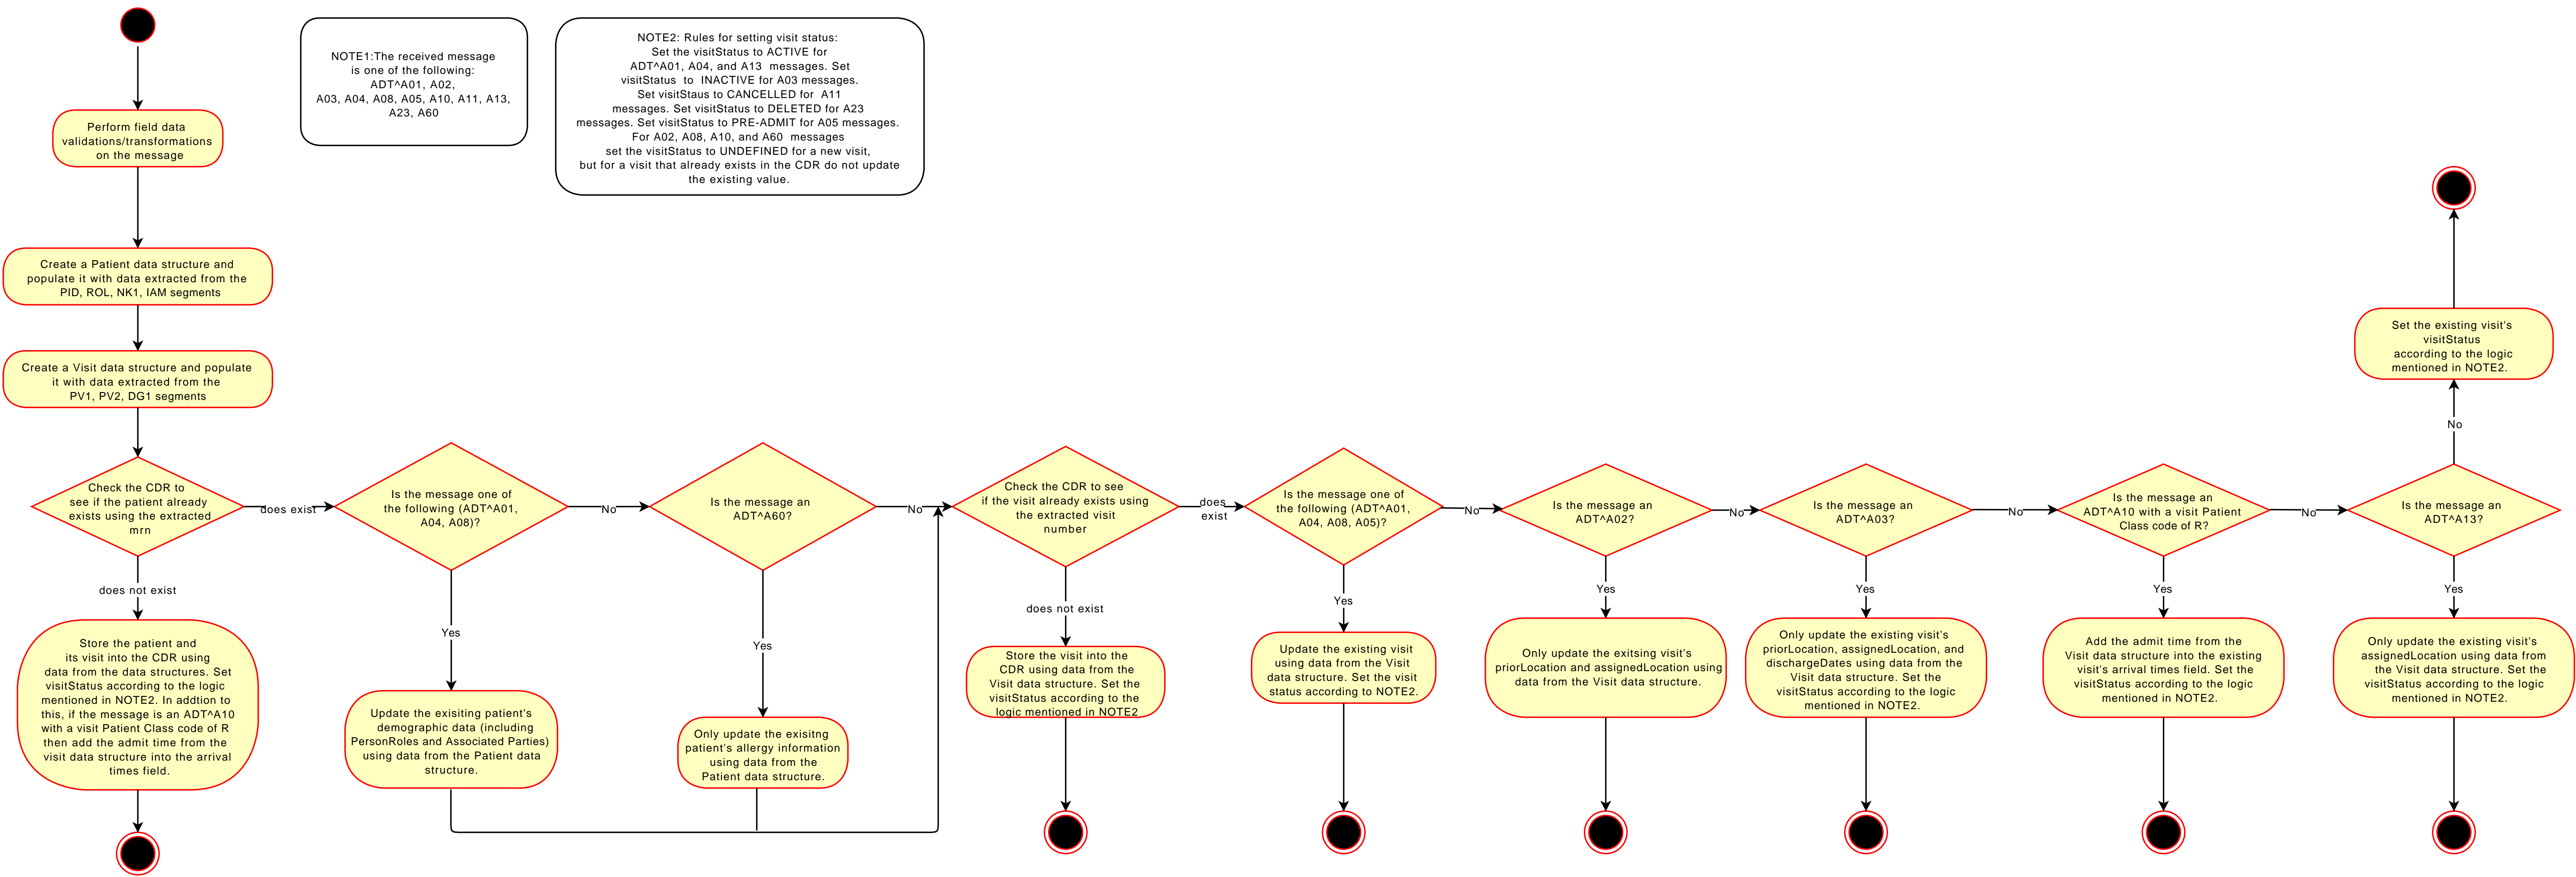 NOTE1:The received message
is one of the following:
ADT^A01, A02,
A03, A04, A08, A05, A10, A11, A13,
A23, A60
NOTE2: Rules for setting visit status:
Set the visitStatus to ACTIVE for
ADT^A01, A04, and A13 messages. Set
visitStatus to INACTIVE for A03 messages.
Set visitStaus to CANCELLED for A11
messages. Set visitStatus to DELETED for A23
messages. Set visitStatus to PRE-ADMIT for A05 messages.
For A02, A08, A10, and A60 messages
set the visitStatus to UNDEFINED for a new visit,
but for a visit that already exists in the CDR do not update
the existing value.
Perform field data
validations/transformations
on the message
Create a Patient data structure and
populate it with data extracted from the
PID, ROL, NK1, IAM segments
Create a Visit data structure and populate
it with data extracted from the
PV1, PV2, DG1 segments
Check the CDR to
see if the patient already
exists using the extracted
mrn
does exist
does not exist
Store the patient and
its visit into the CDR using
data from the data structures. Set
visitStatus according to the logic
mentioned in NOTE2. In addtion to
this, if the message is an ADT^A10
with a visit Patient Class code of R
then add the admit time from the
visit data structure into the arrival
times field.
Is the message one of
the following (ADT^A01,
A04, A08)?
No
Yes
Update the exisiting patient's
demographic data (including
PersonRoles and Associated Parties)
using data from the Patient data
structure.
Is the message an
ADT^A60?
No
Yes
Only update the exisitng
patient's allergy information
using data from the
Patient data structure.
Check the CDR to see
if the visit already exists using
the extracted visit
number
does
exist
does not exist
Store the visit into the
CDR using data from the
Visit data structure. Set the
visitStatus according to the
logic mentioned in NOTE2
Is the message one of
the following (ADT^A01,
A04, A08, A05)?
No
Yes
Update the existing visit
using data from the Visit
data structure. Set the visit
status according to NOTE2.
Is the message an
ADT^A02?
No
Yes
Only update the exitsing visit's
priorLocation and assignedLocation using
data from the Visit data structure.
Is the message an
ADT^A03?
No
Yes
Only update the existing visit's
priorLocation, assignedLocation, and
dischargeDates using data from the
Visit data structure. Set the
visitStatus according to the logic
mentioned in NOTE2.
Is the message an
ADT^A10 with a visit Patient
Class code of R?
No
Yes
Add the admit time from the
Visit data structure into the existing
visit's arrival times field. Set the
visitStatus according to the logic
mentioned in NOTE2.
Is the message an
ADT^A13?
No
Set the existing visit's
visitStatus
according to the logic
mentioned in NOTE2.
Yes
Only update the existing visit's
assignedLocation using data from
the Visit data structure. Set the
visitStatus according to the logic
mentioned in NOTE2.